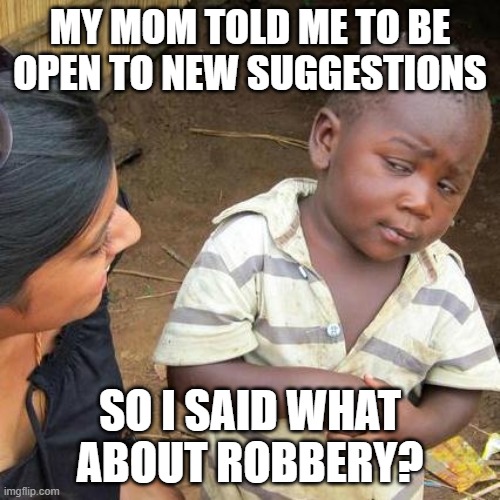 MY MOM TOLD ME TO BE
OPEN TO NEW SUGGESTIONS
SO I SAID WHAT
ABOUT ROBBERY?
imgflip.com